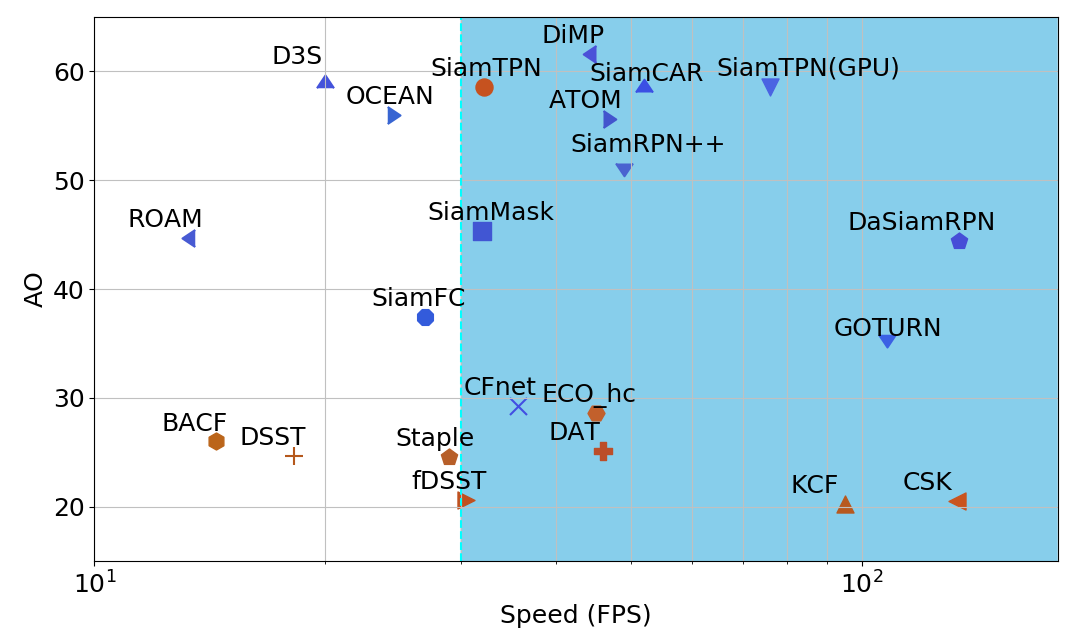 DiMP
D3S
SiamTPN
SiamCAR
SiamTPN(GPU)
OCEAN
ATOM
SiamRPN++
SiamMask
ROAM
DaSiamRPN
SiamFC
GOTURN
CFnet
ECO_hc
BACF
DSST
Staple
DAT
fDSST
KCF
CSK
60
50
40
30
20
AO
10¹
10²
Speed (FPS)